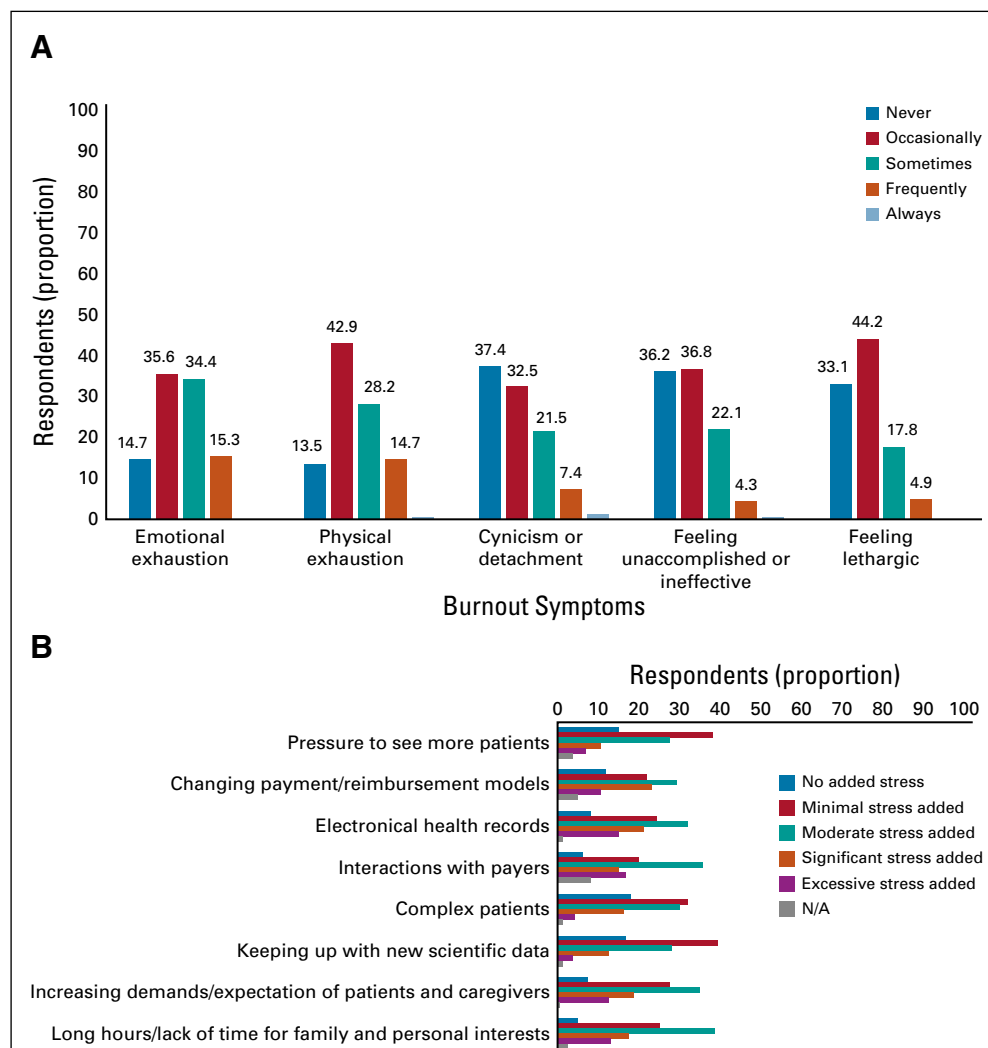 A
Respondents (proportion)
100
90
80
70
60
50
40
30
20
10
0
Never
Occasionally
Sometimes
Frequently
Always
14.7
35.6
34.4
15.3
13.5
42.9
28.2
14.7
37.4
32.5
21.5
7.4
36.2
36.8
22.1
4.3
33.1
44.2
17.8
4.9
Emotional
exhaustion
Physical
exhaustion
Cynicism or
detachment
Feeling
unaccomplished or
ineffective
Feeling
lethargic
Burnout Symptoms
B
Respondents (proportion)
0 10 20 30 40 50 60 70 80 90 100
Pressure to see more patients
Changing payment/reimbursement models
Electronical health records
Interactions with payers
Complex patients
Keeping up with new scientific data
Increasing demands/expectation of patients and caregivers
Long hours/lack of time for family and personal interests
No added stress
Minimal stress added
Moderate stress added
Significant stress added
Excessive stress added
N/A